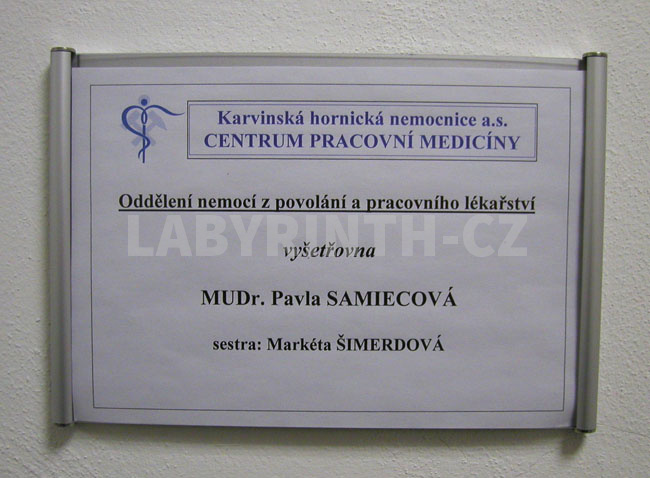 Karvinská hornická nemocnice a.s.
CENTRUM PRACOVNÍ MEDICÍNY
Oddělení nemocí z povolání a pracovního lékařství
LABYRINTH-CZ
vyšetřovna
MUDr. Pavla SAMIECOVÁ
sestra: Markéta ŠIMERDOVÁ